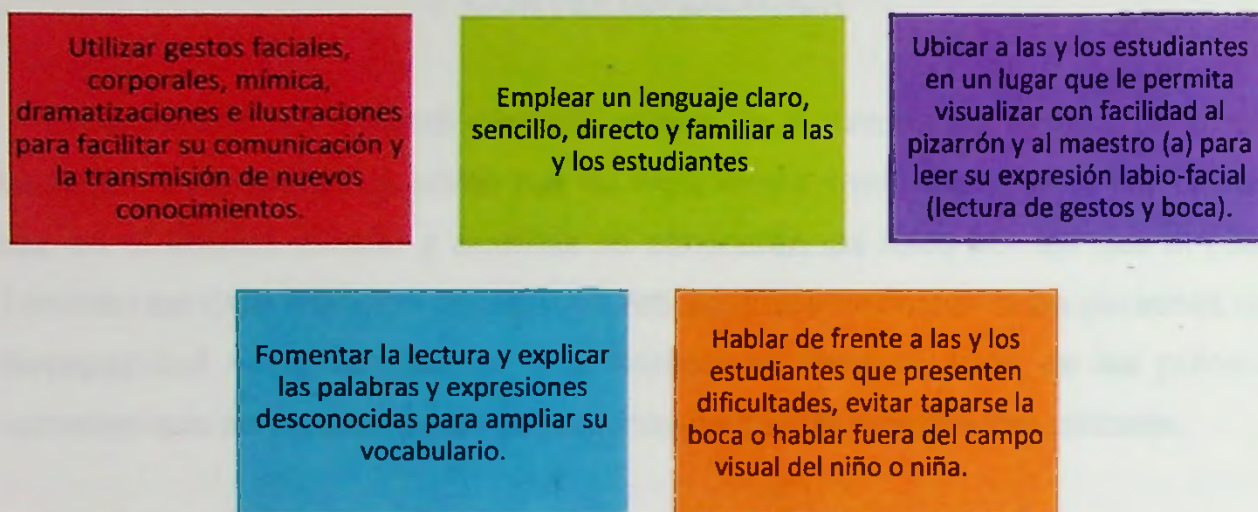 Utilizar gestos faciales,
corporales, mímica,
dramatizaciones e ilustraciones
para facilitar su comunicación y
la transmisión de nuevos
conocimientos.
Emplear un lenguaje claro,
sencillo, directo y familiar a las
y los estudiantes
Ubicar a las y los estudiantes
en un lugar que le permita
visualizar con facilidad al
pizarrón y al maestro (a) para
leer su expresión labio-facial
(lectura de gestos y boca).
Fomentar la lectura y explicar
las palabras y expresiones
desconocidas para ampliar su
vocabulario.
Hablar de frente a las y los
estudiantes que presenten
dificultades, evitar taparse la
boca o hablar fuera del campo
visual del niño o niña.